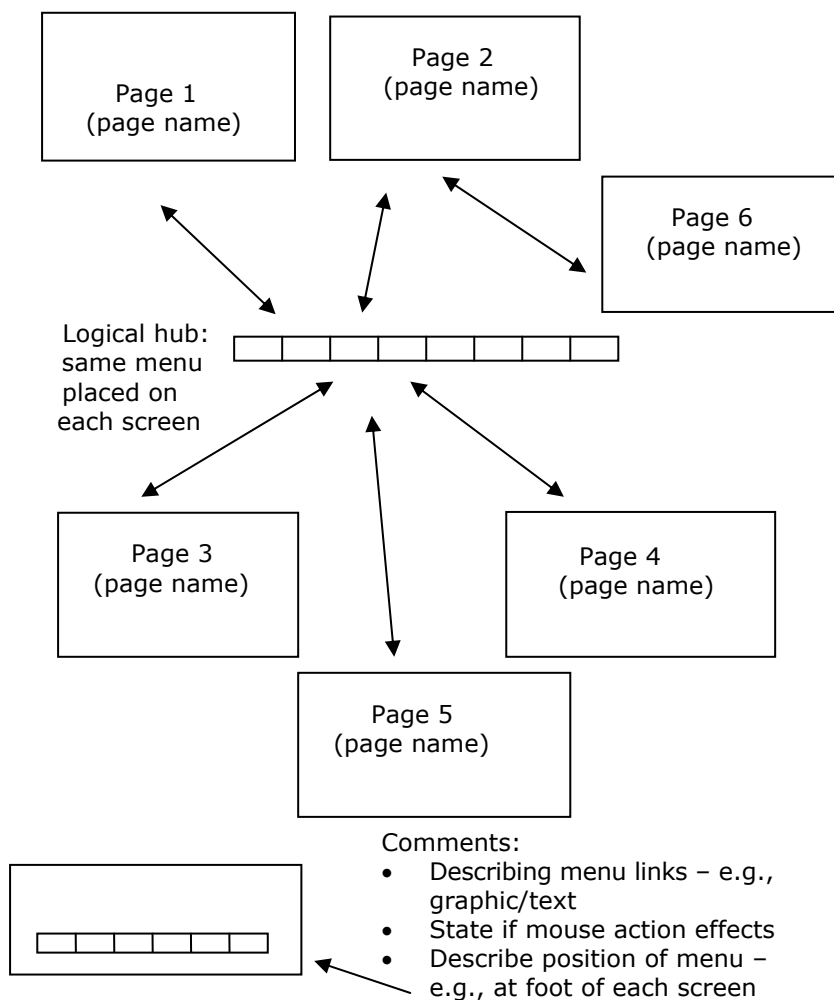 Page 1
(page name)
Page 2
(page name)
Page 6
(page name)
Logical hub:
same menu
placed on
each screen
Page 3
(page name)
Page 4
(page name)
Page 5
(page name)
Comments:
• Describing menu links – e.g.,
graphic/text
• State if mouse action effects
• Describe position of menu –
e.g., at foot of each screen